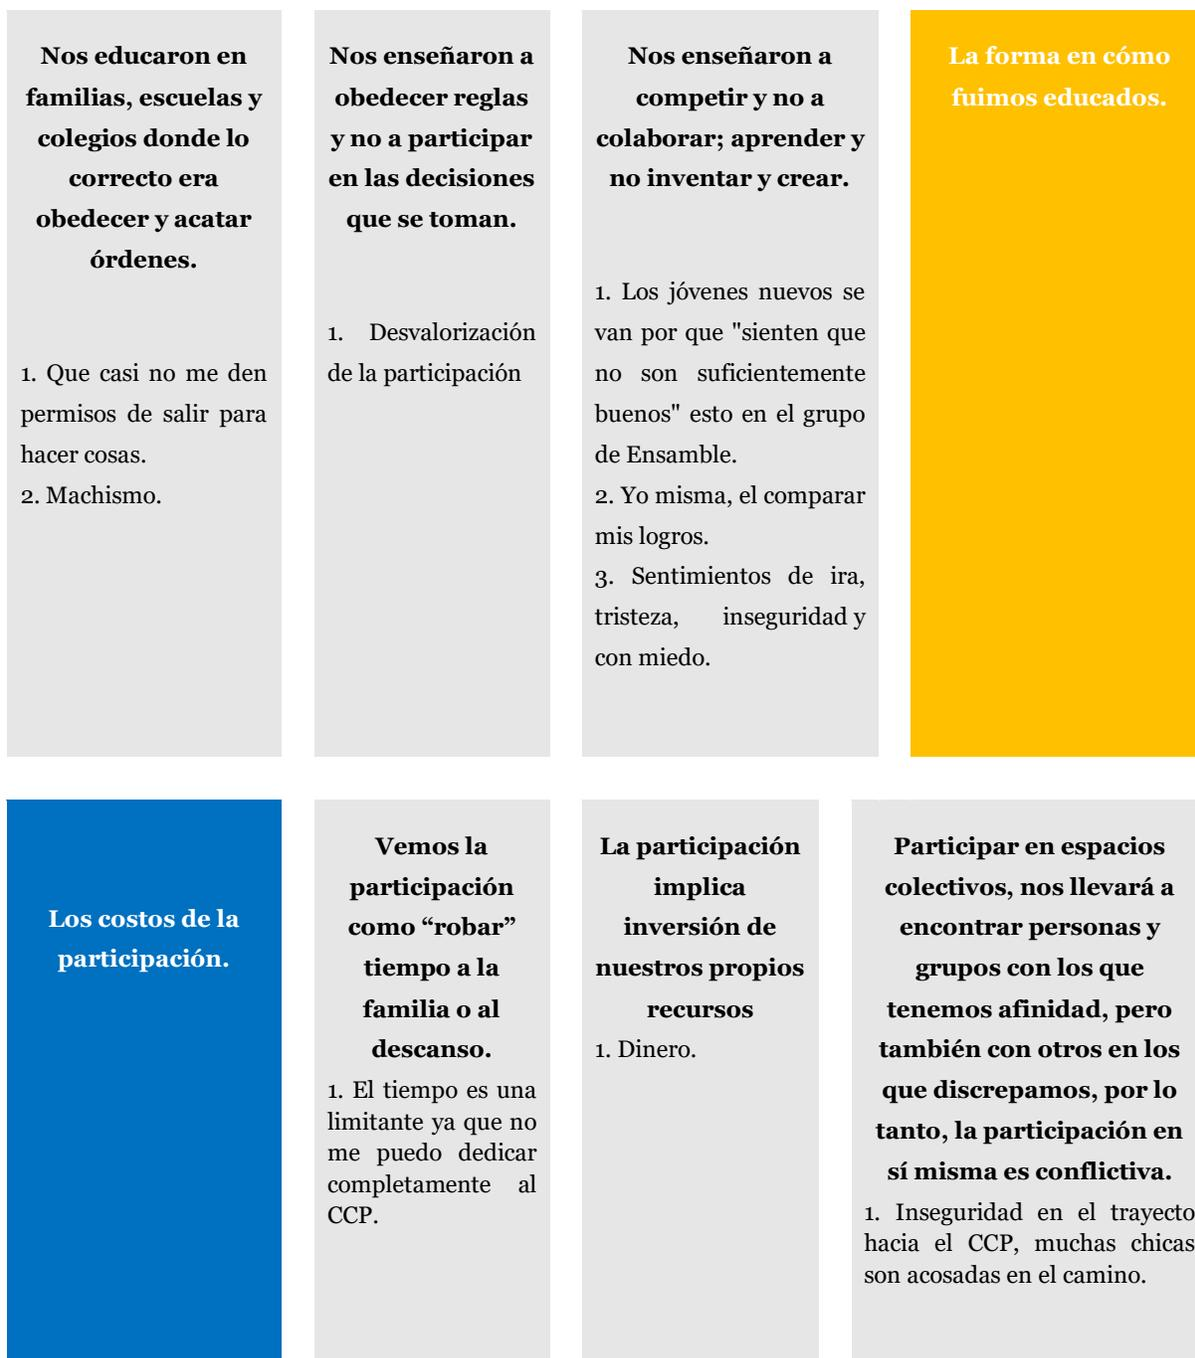 Nos educaron en
familias, escuelas y
colegios donde lo
correcto era
obedecer y acatar
órdenes.
1. Que casi no me den
permisos de salir para
hacer cosas.
2. Machismo.
Nos enseñaron a
obedecer reglas
y no a participar
en las decisiones
que se toman.
1. Desvalorización
de la participación
Nos enseñaron a
competir y no a
colaborar; aprender y
no inventar y crear.
1. Los jóvenes nuevos se
van por que "sienten que
no son suficientemente
buenos" esto en el grupo
de Ensamble.
2. Yo misma, el comparar
mis logros.
3. Sentimientos de ira,
tristeza, inseguridad y
con miedo.
La forma en cómo
fuimos educados.
Los costos de la
participación.
Vemos la
participación
como “robar”
tiempo a la
familia o al
descanso.
1. El tiempo es una
limitante ya que no
me puedo dedicar
completamente al
CCP.
La participación
implica
inversión de
nuestros propios
recursos
1. Dinero.
Participar en espacios
colectivos, nos llevará a
encontrar personas y
grupos con los que
tenemos afinidad, pero
también con otros en los
que discrepamos, por lo
tanto, la participación en
sí misma es conflictiva.
1. Inseguridad en el trayecto
hacia el CCP, muchas chicas
son acosadas en el camino.